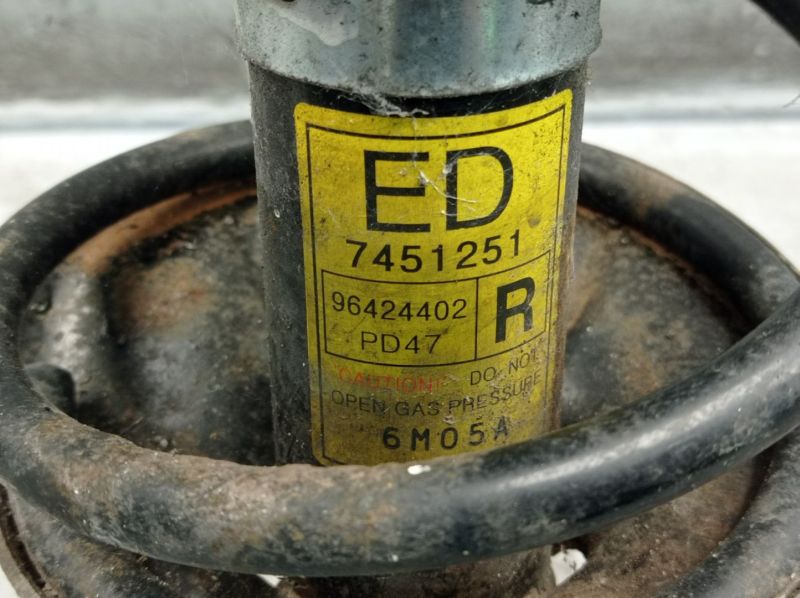 ED
7451251
96424402
PD47
R
CAUTION! DO NOT
OPEN GAS PRESSURE
6M05A